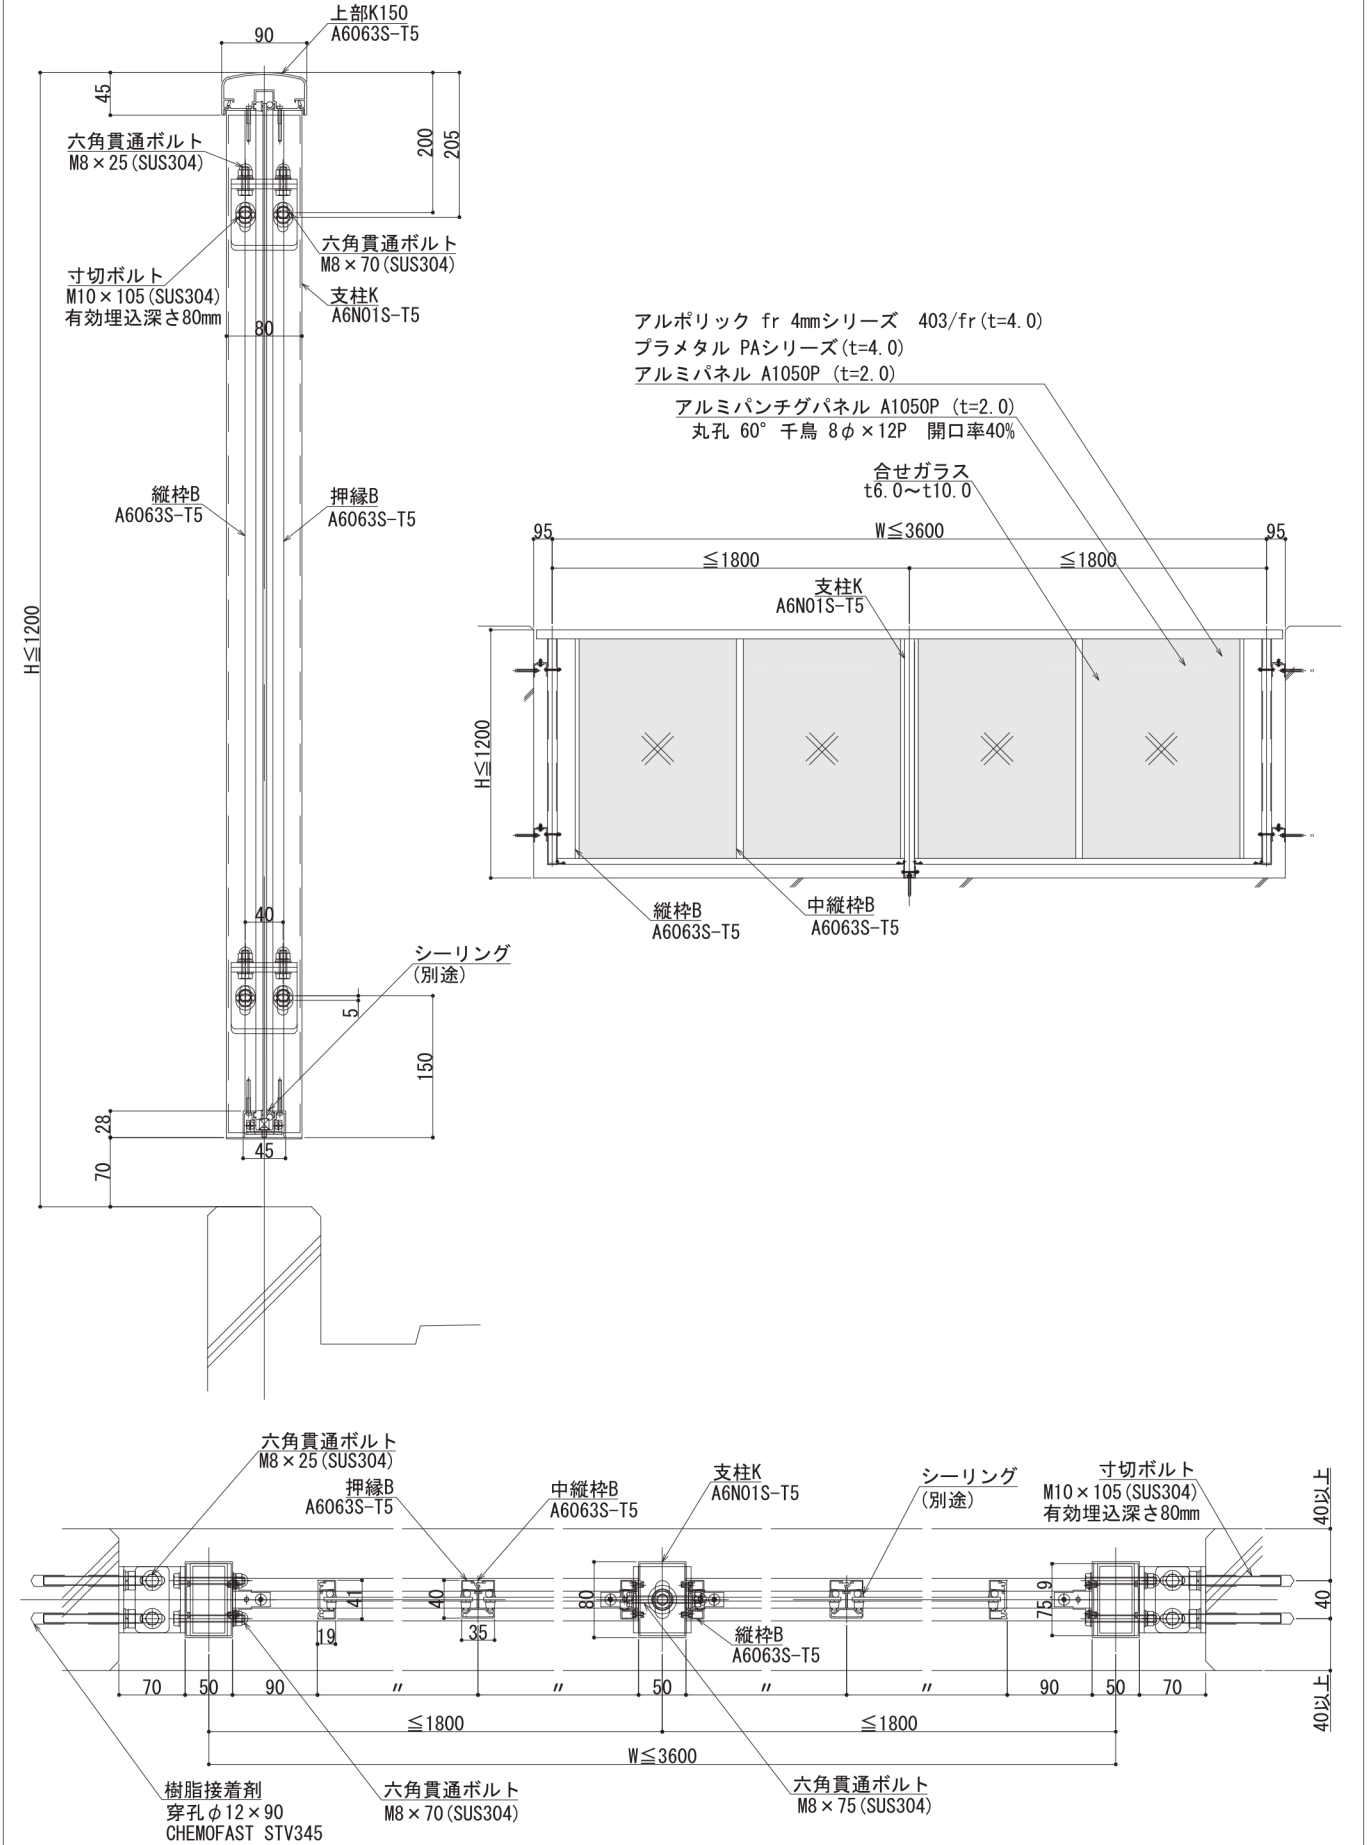 上部K150
A6063S-T5
90
45
200
205
六角貫通ボルト
M8×25(SUS304)
六角貫通ボルト
M8×70(SUS304)
寸切ボルト
M10×105(SUS304)
有効埋込深さ80mm
支柱K
A6N01S-T5
80
縦枠B
A6063S-T5
押縁B
A6063S-T5
H≦1200
40
シーリング
(別途)
5
150
28
45
70
アルポリック fr 4mmシリーズ 403/fr(t=4.0)
プラメタル PAシリーズ(t=4.0)
アルミパネル A1050P (t=2.0)
アルミパンチグパネル A1050P (t=2.0)
丸孔 60° 千鳥 8φ×12P 開口率40%
合せガラス
t6.0～t10.0
95
W≦3600
95
≦1800
≦1800
支柱K
A6N01S-T5
H≦1200
〃
〃
縦枠B
A6063S-T5
中縦枠B
A6063S-T5
六角貫通ボルト
M8×25(SUS304)
押縁B
A6063S-T5
中縦枠B
A6063S-T5
支柱K
A6N01S-T5
シーリング
(別途)
寸切ボルト
M10×105(SUS304)
有効埋込深さ80mm
40以上
41
19
40
35
80
縦枠B
A6063S-T5
75.9
40
40以上
70
50
90
〃
〃
50
〃
〃
90
50
70
≦1800
≦1800
W≦3600
樹脂接着剤
穿孔φ12×90
CHEMOFAST STV345
六角貫通ボルト
M8×70(SUS304)
六角貫通ボルト
M8×75(SUS304)